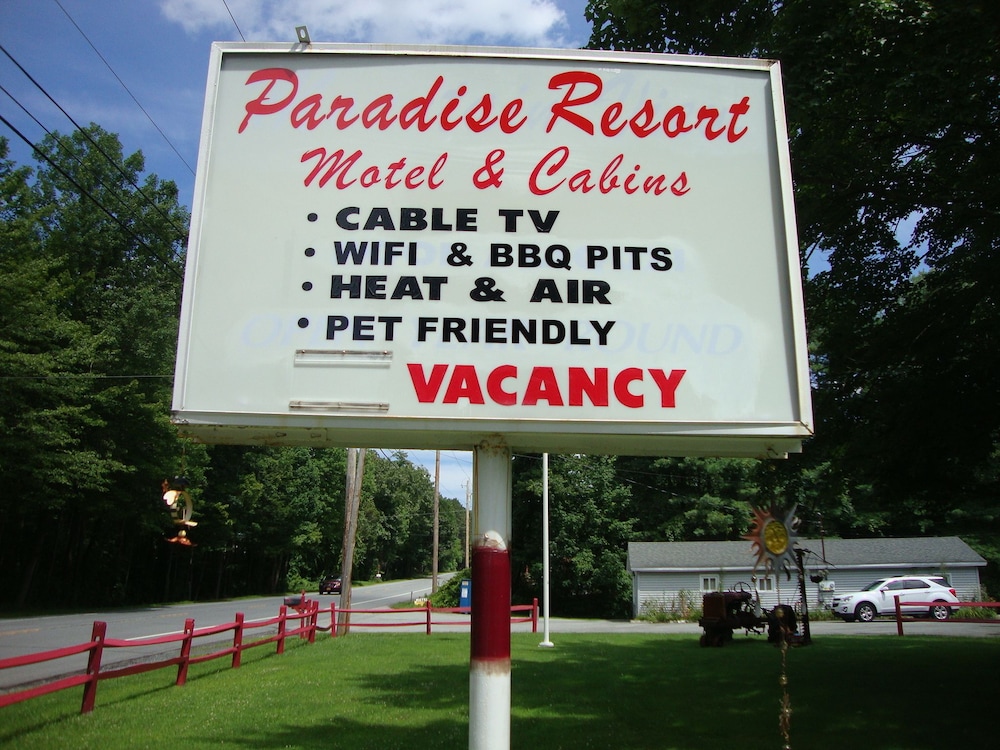 Paradise Resort
Motel & Cabins
• CABLE TV
• WIFI & BBQ PITS
• HEAT & AIR
• PET FRIENDLY
VACANCY